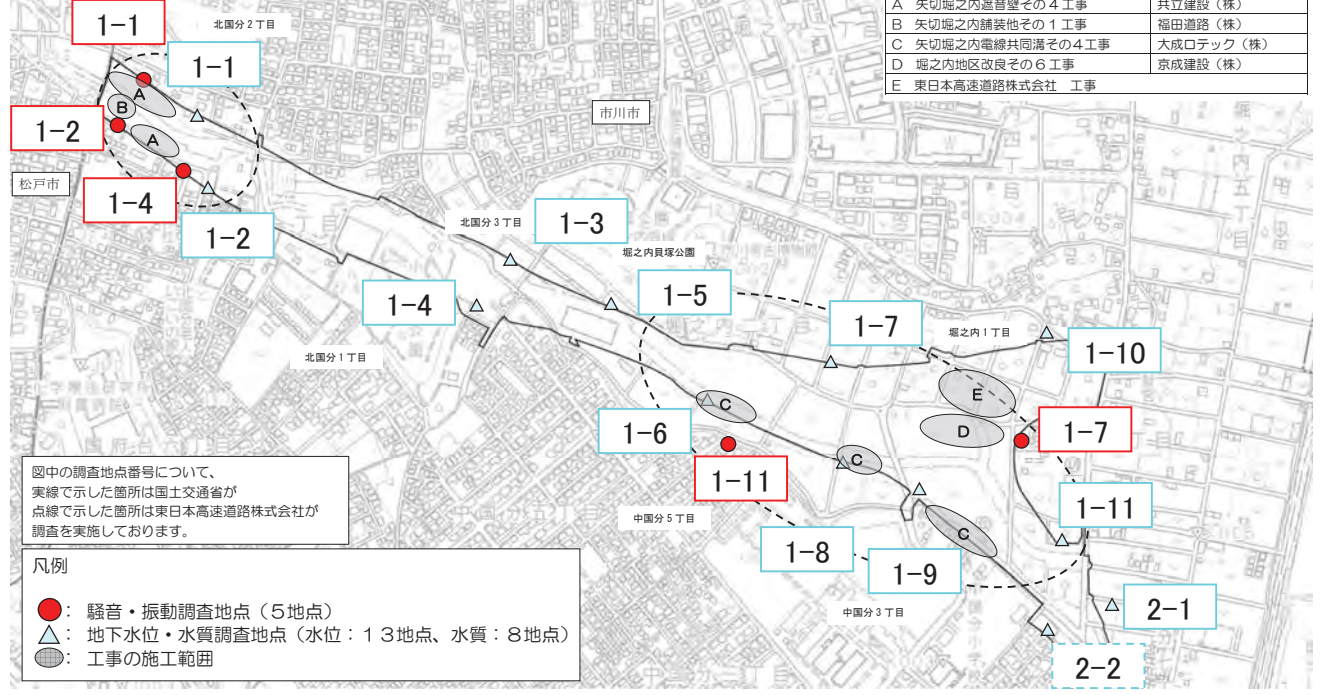 A 矢切堀之内遮音壁その4工事 共立建設（株）
B 矢切堀之内舗装他その1工事 福田道路（株）
C 矢切堀之内電線共同溝その4工事 大成ロテック（株）
D 堀之内地区改良その6工事 京成建設（株）
E 東日本高速道路株式会社 工事
1-1
北国分2丁目
1-1
A
B
市川市
1-2
A
松戸市
1-4
1-2
北国分3丁目
1-3
堀之内貝塚公園
1-4
1-5
1-7
堀之内1丁目
1-10
北国分1丁目
E
C
D
1-6
1-7
C
1-11
中国分5丁目
1-11
C
1-8
1-9
中国分3丁目
2-1
2-2
図中の調査地点番号について、
実線で示した箇所は国土交通省が
点線で示した箇所は東日本高速道路株式会社が
調査を実施しております。
凡例
： 騒音・振動調査地点（5地点）
： 地下水位・水質調査地点（水位：13地点、水質：8地点）
： 工事の施工範囲